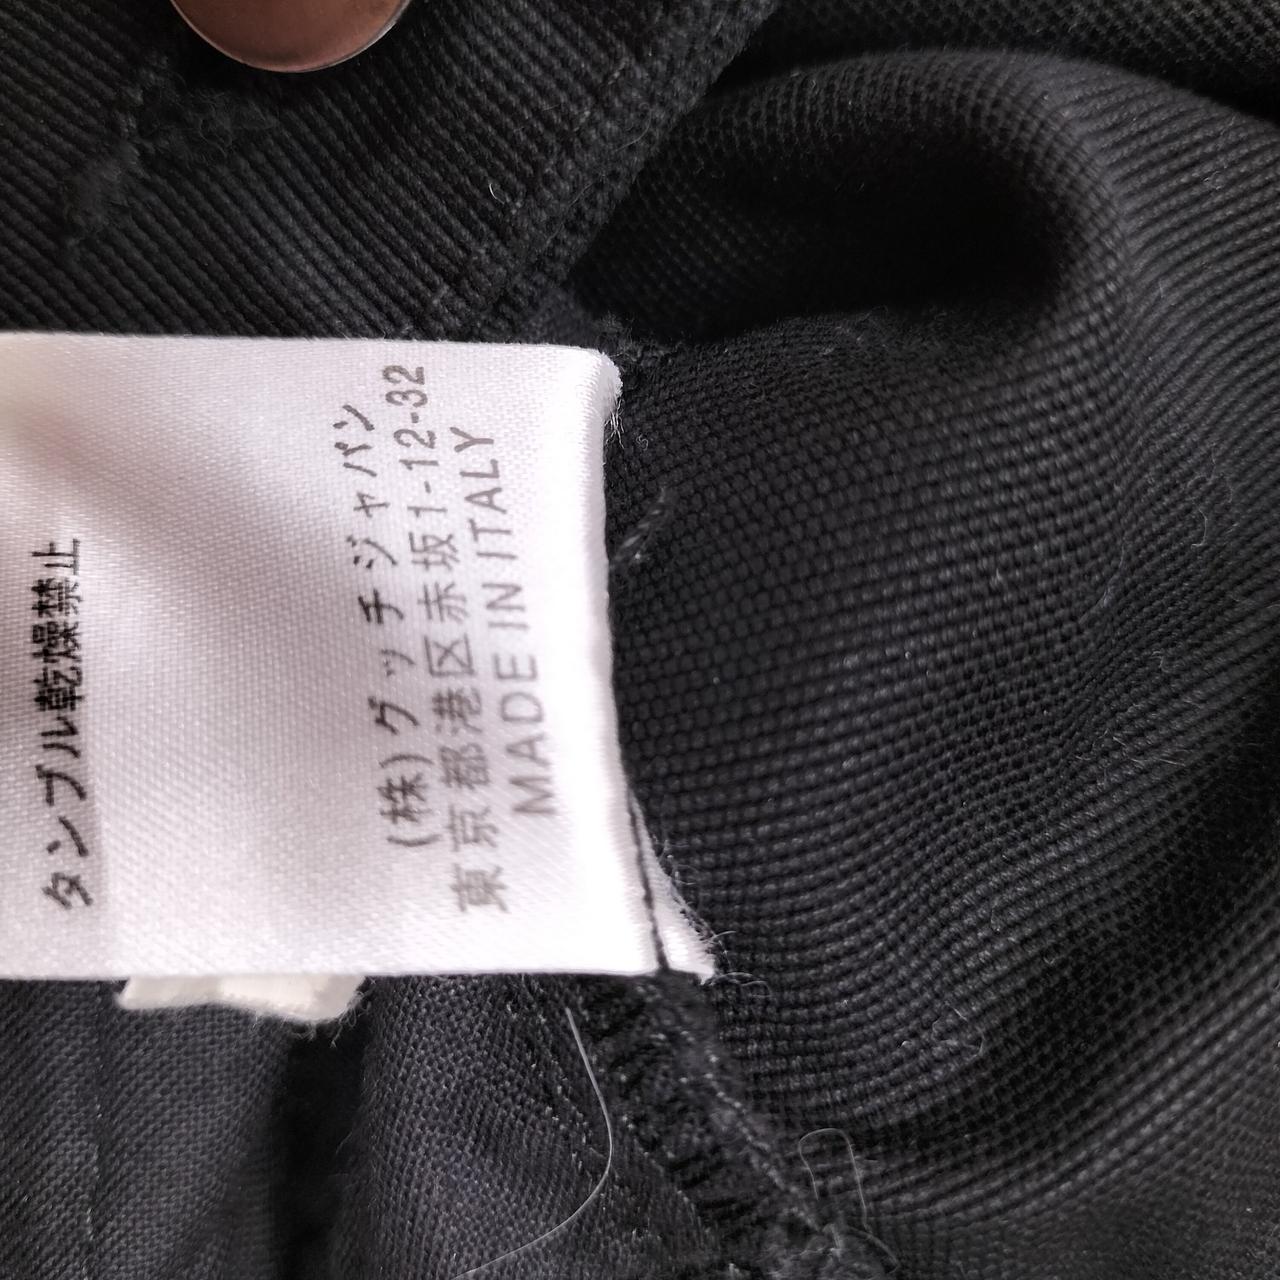 タンブル乾燥禁止
(株)グッチジャパン
東京都港区赤坂1-12-32
MADE IN ITALY